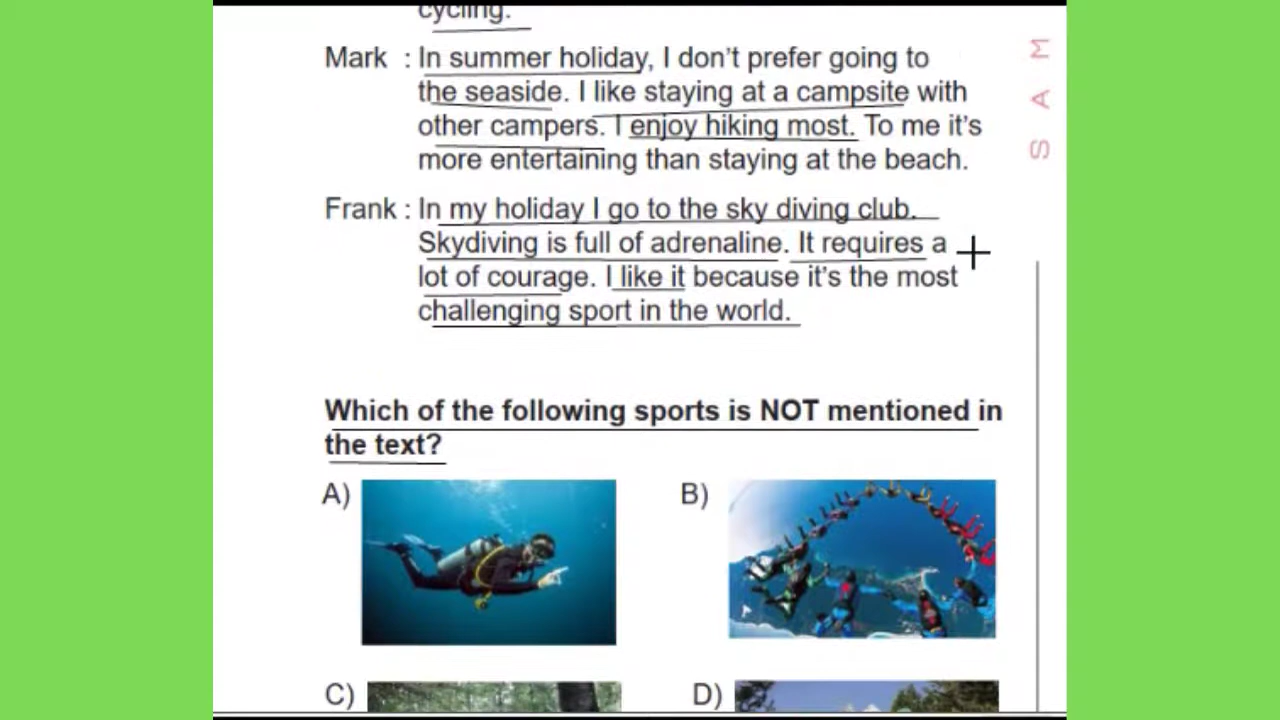 cycling.
Mark : In summer holiday, I don't prefer going to
the seaside. I like staying at a campsite with
other campers. I enjoy hiking most. To me it's
more entertaining than staying at the beach.
Frank : In my holiday I go to the sky diving club.
Skydiving is full of adrenaline. It requires a
lot of courage. I like it because it's the most
challenging sport in the world.
S A M
Which of the following sports is NOT mentioned in
the text?
A)
B)
C)
D)